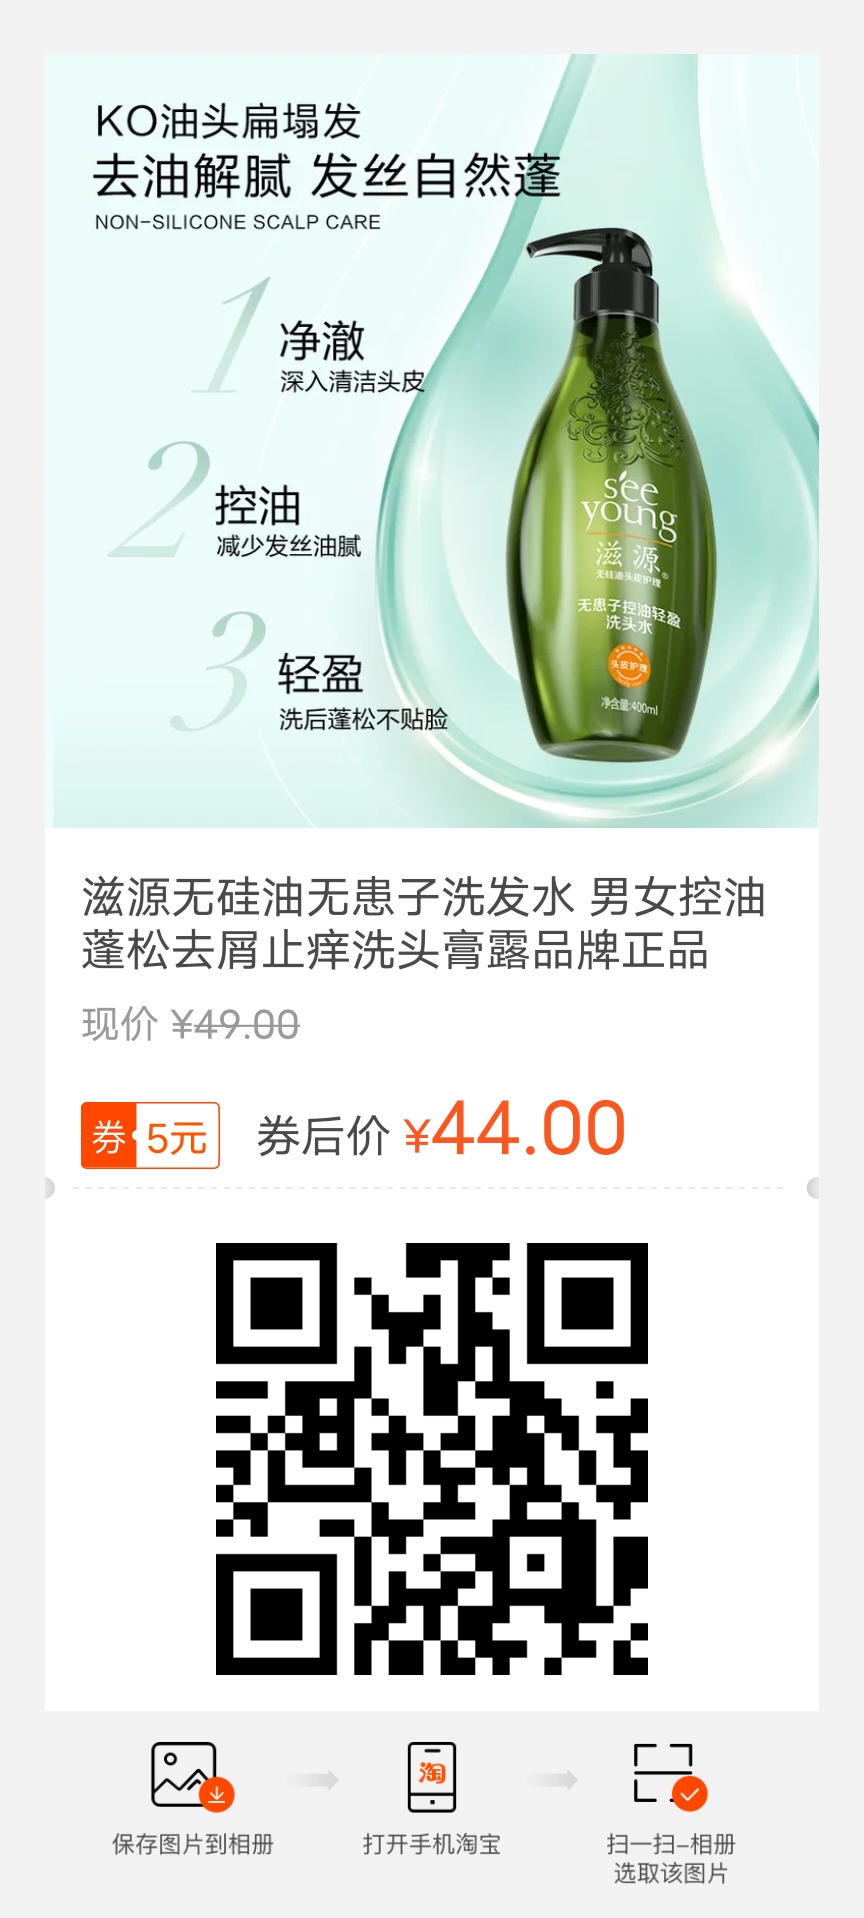 KO油头扁塌发
去油解腻 发丝自然蓬
NON-SILICONE SCALP CARE
1
净澈
深入清洁头皮
2
控油
减少发丝油腻
3
轻盈
洗后蓬松不贴脸
see
young
滋源®
无硅油头皮护理
无患子控油轻盈
洗头水
头皮护理
净含量:400ml
滋源无硅油无患子洗发水 男女控油
蓬松去屑止痒洗头膏露品牌正品
现价 ¥49.00
券 5元 券后价 ¥44.00
淘
保存图片到相册 打开手机淘宝 扫一扫-相册
选取该图片